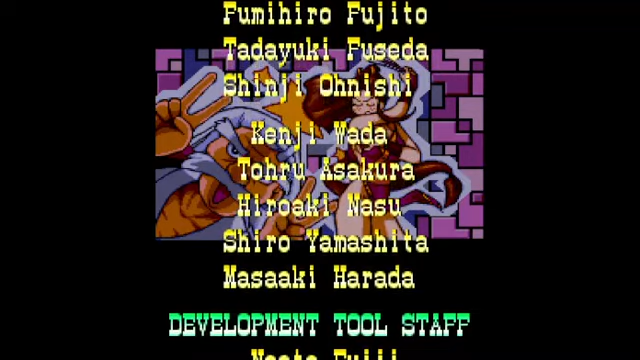 Fumihiro Fujito
Tadayuki Fuseda
Shinji Ohnishi
Kenji Wada
Tohru Asakura
Hiroaki Nasu
Shiro Yamashita
Masaaki Harada
DEVELOPMENT TOOL STAFF
Fujii